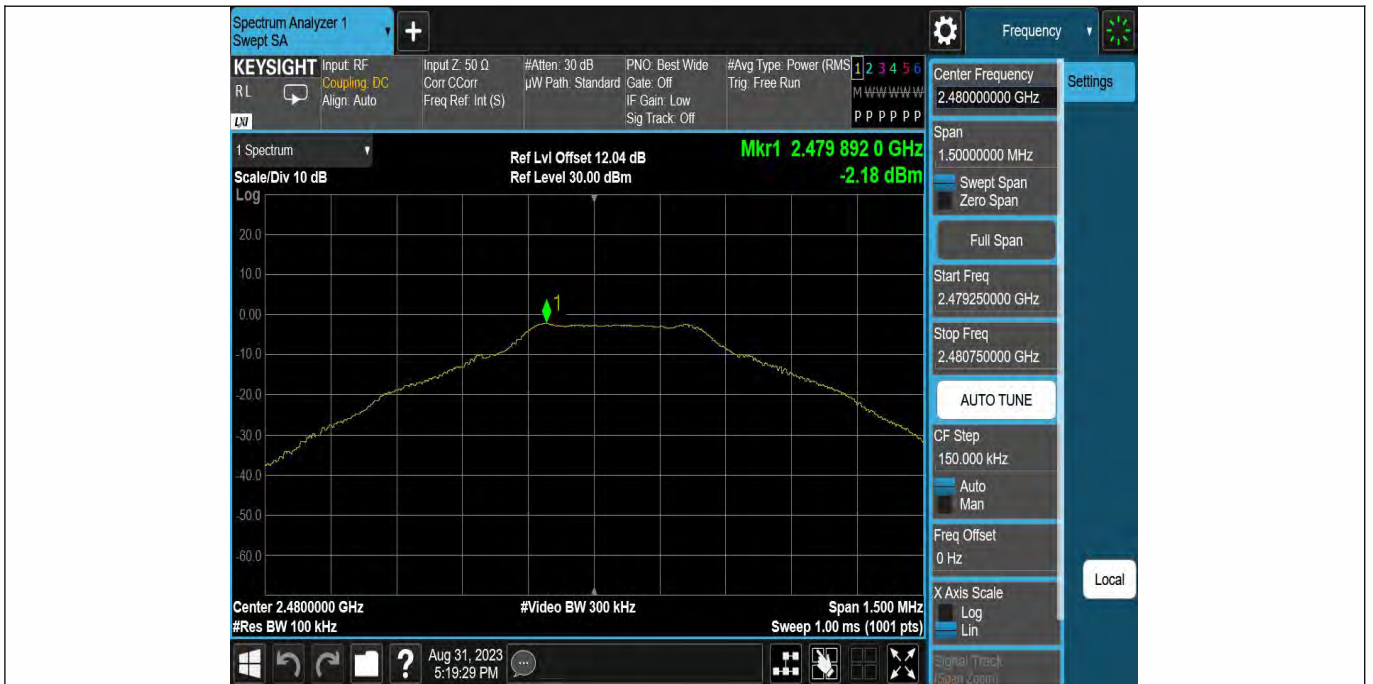 Spectrum Analyzer 1
Swept SA
+
Frequency
KEYSIGHT
R L
LXI
Input: RF
Coupling: DC
Align: Auto
Input Z: 50 Ω
Corr CCorr
Freq Ref: Int (S)
#Atten: 30 dB
µW Path: Standard
PNO: Best Wide
Gate: Off
IF Gain: Low
Sig Track: Off
#Avg Type: Power (RMS
Trig: Free Run
1 2 3 4 5 6
M W W W W W
P P P P P P
1 Spectrum
Scale/Div 10 dB
Log
Ref Lvl Offset 12.04 dB
Ref Level 30.00 dBm
Mkr1 2.479 892 0 GHz
-2.18 dBm
20.0
10.0
0.00
-10.0
-20.0
-30.0
-40.0
-50.0
-60.0
1
Center 2.4800000 GHz
#Res BW 100 kHz
#Video BW 300 kHz
Span 1.500 MHz
Sweep 1.00 ms (1001 pts)
Center Frequency
2.480000000 GHz
Settings
Span
1.50000000 MHz
Swept Span
Zero Span
Full Span
Start Freq
2.479250000 GHz
Stop Freq
2.480750000 GHz
AUTO TUNE
CF Step
150.000 kHz
Auto
Man
Freq Offset
0 Hz
X Axis Scale
Log
Lin
Signal Track
(Span Zoom)
Local
?
Aug 31, 2023
5:19:29 PM